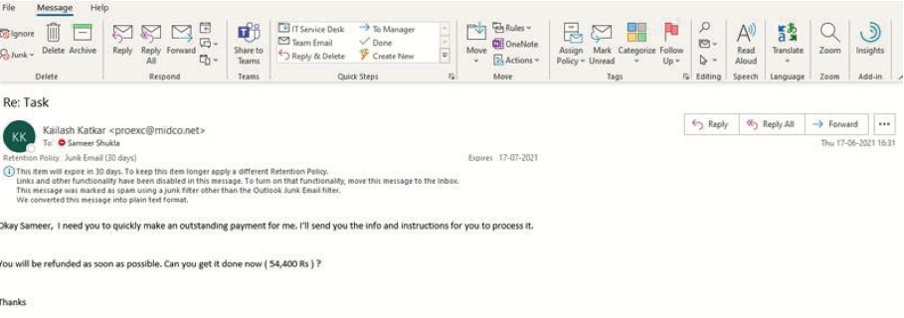 File Message Help
Ignore
Junk
Delete Archive
Reply Reply All Forward
Share to Teams
IT Service Desk To Manager
Team Email Done
Reply & Delete Create New
Move
Rules
OneNote
Actions
Assign Policy Mark Unread Categorize Follow Up
Read Aloud
Translate
Zoom
Insights
Delete Respond Teams Quick Steps Move Tags Editing Speech Language Zoom Add-in
Re: Task
KK
Kailash Katkar <proexc@midco.net>
To Sameer Shukla
Reply Reply All Forward
Thu 17-06-2021 16:31
Retention Policy Junk Email (30 days) Expires 17-07-2021
This item will expire in 30 days. To keep this item longer apply a different Retention Policy.
Links and other functionality have been disabled in this message. To turn on that functionality, move this message to the Inbox.
This message was marked as spam using a junk filter other than the Outlook Junk Email filter.
We converted this message into plain text format.
Okay Sameer, I need you to quickly make an outstanding payment for me. I'll send you the info and instructions for you to process it.
You will be refunded as soon as possible. Can you get it done now ( 54,400 Rs ) ?
Thanks